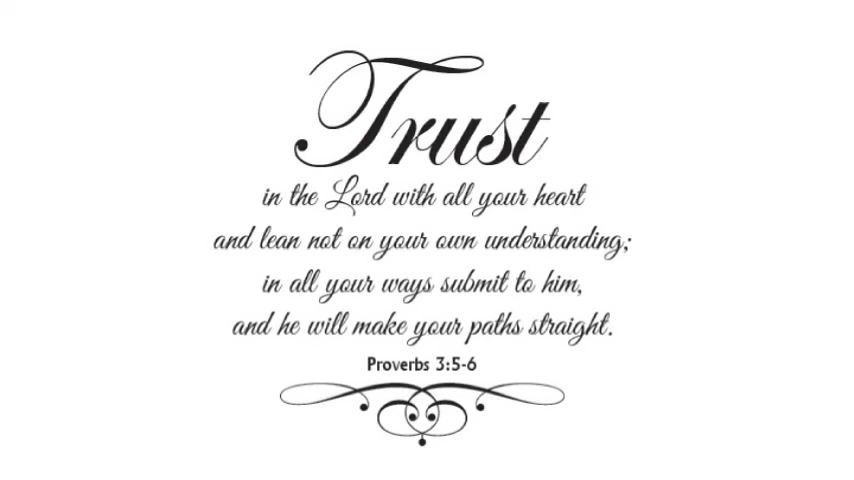 Trust
in the Lord with all your heart
and lean not on your own understanding;
in all your ways submit to him,
and he will make your paths straight.
Proverbs 3:5-6